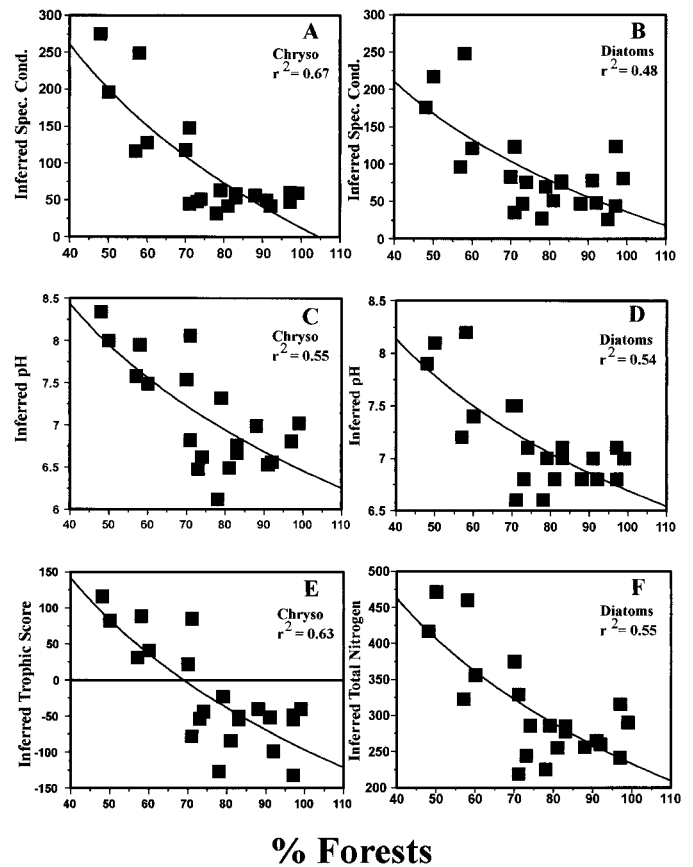 A
Chryso
r 2 = 0.67
Inferred Spec. Cond.
300
250
200
150
100
50
0
40 50 60 70 80 90 100 110
B
Diatoms
r 2 = 0.48
Inferred Spec. Cond.
300
250
200
150
100
50
0
40 50 60 70 80 90 100 110
C
Chryso
r 2 = 0.55
Inferred pH
8.5
8
7.5
7
6.5
6
40 50 60 70 80 90 100 110
D
Diatoms
r 2 = 0.54
Inferred pH
8.5
8
7.5
7
6.5
40 50 60 70 80 90 100 110
E
Chryso
r 2 = 0.63
Inferred Trophic Score
150
100
50
0
-50
-100
-150
40 50 60 70 80 90 100 110
F
Diatoms
r 2 = 0.55
Inferred Total Nitrogen
500
450
400
350
300
250
200
40 50 60 70 80 90 100 110
% Forests